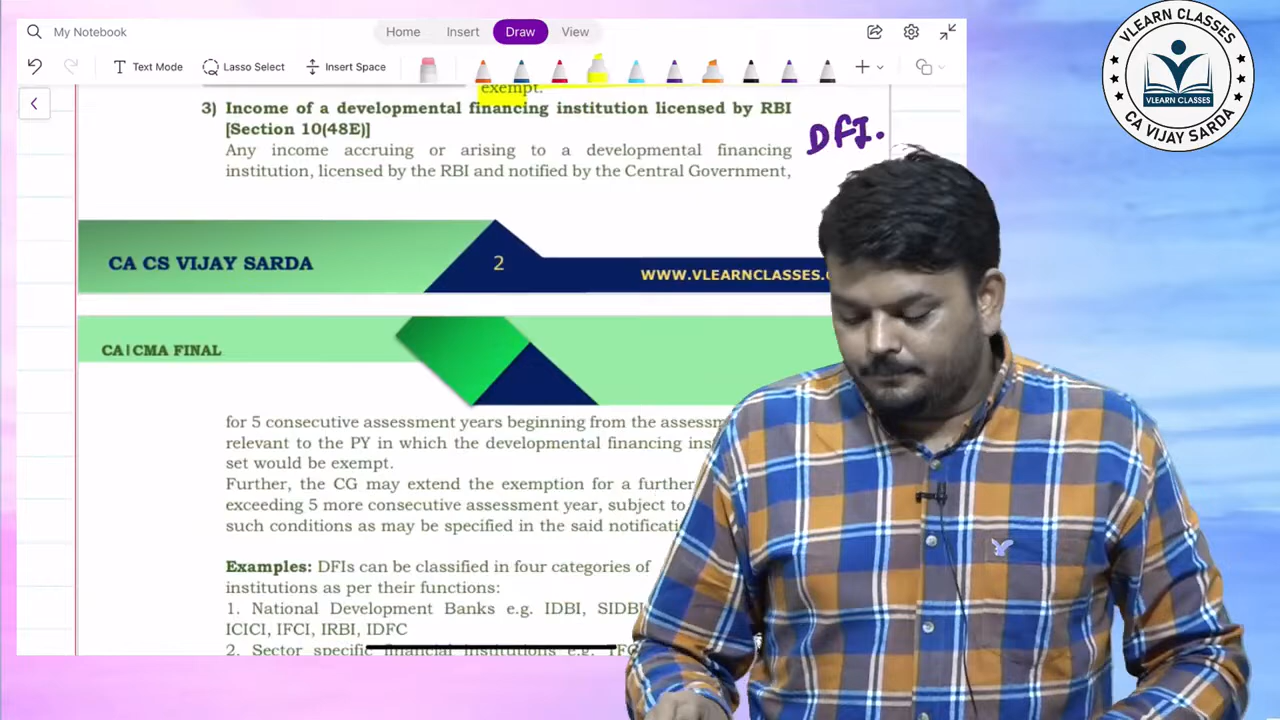 My Notebook
Home Insert Draw View
Text Mode Lasso Select Insert Space
exempt.
3) Income of a developmental financing institution licensed by RBI
[Section 10(48E)]
DFI.
Any income accruing or arising to a developmental financing
institution, licensed by the RBI and notified by the Central Government,
CA CS VIJAY SARDA 2 WWW.VLEARNCLASSES.
CA|CMA FINAL
for 5 consecutive assessment years beginning from the
relevant to the PY in which the developmental financing
set would be exempt.
Further, the CG may extend the exemption for a further
exceeding 5 more consecutive assessment year, subject to
such conditions as may be specified in the said
Examples: DFIs can be classified in four categories of
institutions as per their functions:
1. National Development Banks e.g. IDBI, SIDBI
ICICI, IFCI, IRBI, IDFC
2. Sector specific financial institutions e.g.
VLEARN CLASSES
VLEARN CLASSES
CA VIJAY SARDA